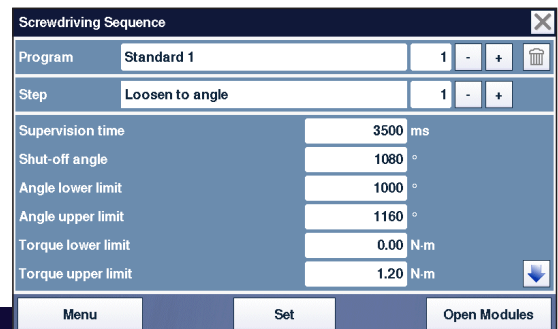 Screwdriving Sequence
Program Standard 1 1 - +
Step Loosen to angle 1 - +
Supervision time 3500 ms
Shut-off angle 1080 °
Angle lower limit 1000 °
Angle upper limit 1160 °
Torque lower limit 0.00 N·m
Torque upper limit 1.20 N·m
Menu Set Open Modules